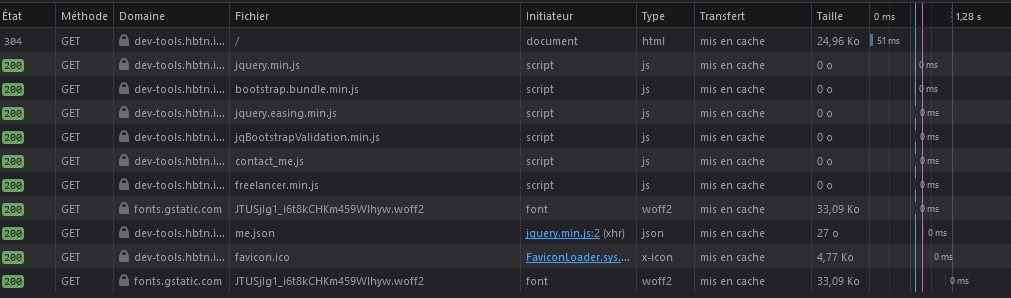 État Méthode Domaine Fichier Initiateur Type Transfert Taille 0 ms 1,28 s
304 GET dev-tools.hbtn.i... / document html mis en cache 24,96 Ko 51 ms
200 GET dev-tools.hbtn.i... jquery.min.js script js mis en cache 0 o 0 ms
200 GET dev-tools.hbtn.i... bootstrap.bundle.min.js script js mis en cache 0 o 0 ms
200 GET dev-tools.hbtn.i... jquery.easing.min.js script js mis en cache 0 o 0 ms
200 GET dev-tools.hbtn.i... jqBootstrapValidation.min.js script js mis en cache 0 o 0 ms
200 GET dev-tools.hbtn.i... contact_me.js script js mis en cache 0 o 0 ms
200 GET dev-tools.hbtn.i... freelancer.min.js script js mis en cache 0 o 0 ms
200 GET fonts.gstatic.com JTUSjIg1_i6t8kCHKm459Wlhyw.woff2 font woff2 mis en cache 33,09 Ko 0 ms
200 GET dev-tools.hbtn.i... me.json jquery.min.js:2 (xhr) json mis en cache 27 o 0 ms
200 GET dev-tools.hbtn.i... favicon.ico FaviconLoader.sys.... x-icon mis en cache 4,77 Ko 0 ms
200 GET fonts.gstatic.com JTUSjIg1_i6t8kCHKm459Wlhyw.woff2 font woff2 mis en cache 33,09 Ko 0 ms